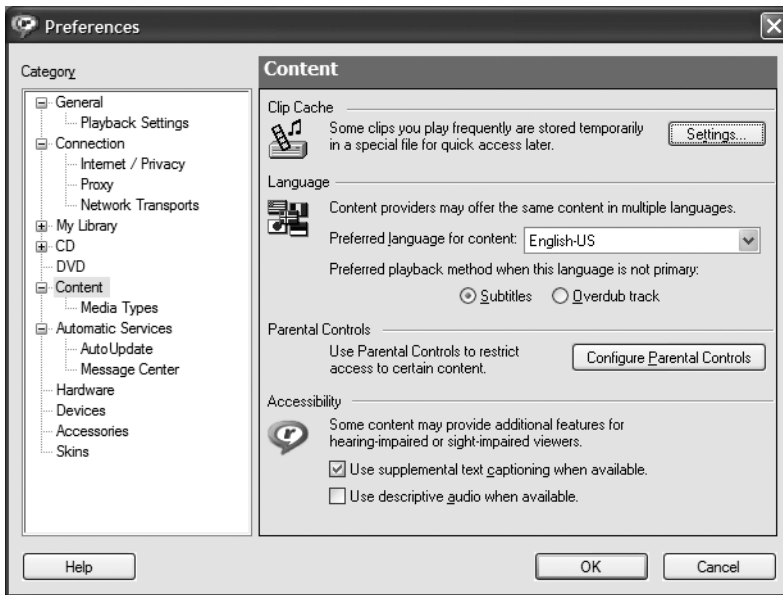 Preferences
Category
General
Playback Settings
Connection
Internet / Privacy
Proxy
Network Transports
My Library
CD
DVD
Content
Media Types
Automatic Services
AutoUpdate
Message Center
Hardware
Devices
Accessories
Skins
Content
Clip Cache
Some clips you play frequently are stored temporarily
in a special file for quick access later.
Settings...
Language
Content providers may offer the same content in multiple languages.
Preferred language for content: English-US
Preferred playback method when this language is not primary:
Subtitles Overdub track
Parental Controls
Use Parental Controls to restrict
access to certain content.
Configure Parental Controls
Accessibility
Some content may provide additional features for
hearing-impaired or sight-impaired viewers.
Use supplemental text captioning when available.
Use descriptive audio when available.
Help OK Cancel